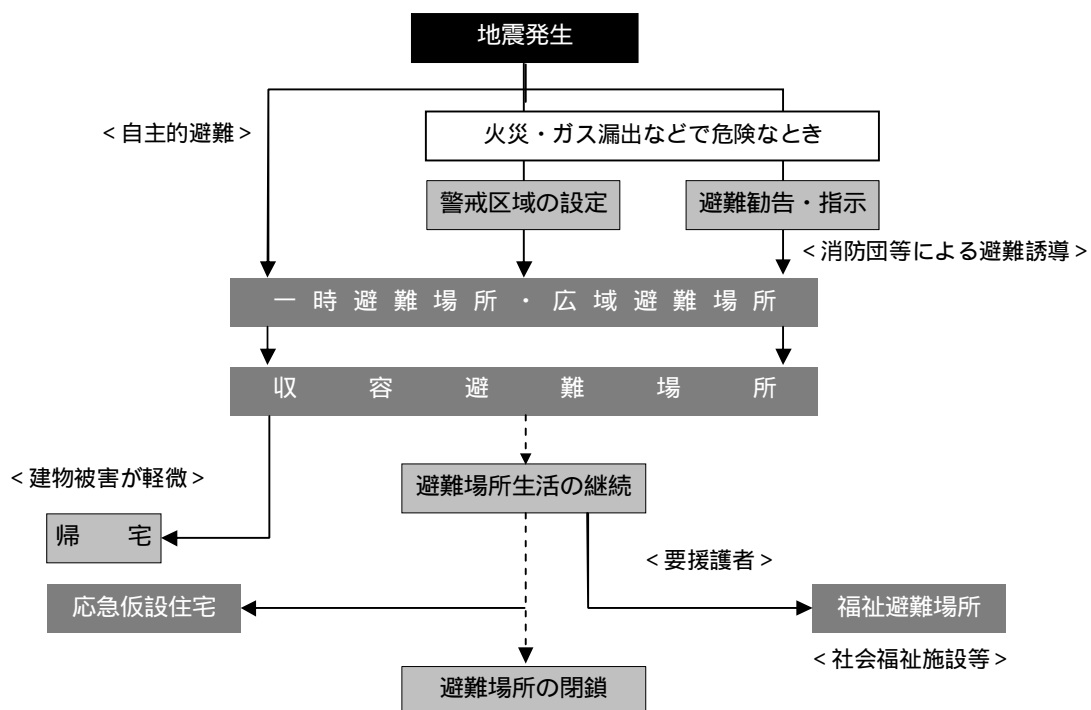 地震発生
<自主的避難>
火災・ガス漏出などで危険なとき
警戒区域の設定
避難勧告・指示
<消防団等による避難誘導>
一時避難場所・広域避難場所
収容避難場所
<建物被害が軽微>
避難場所生活の継続
帰宅
<要援護者>
応急仮設住宅
福祉避難場所
<社会福祉施設等>
避難場所の閉鎖